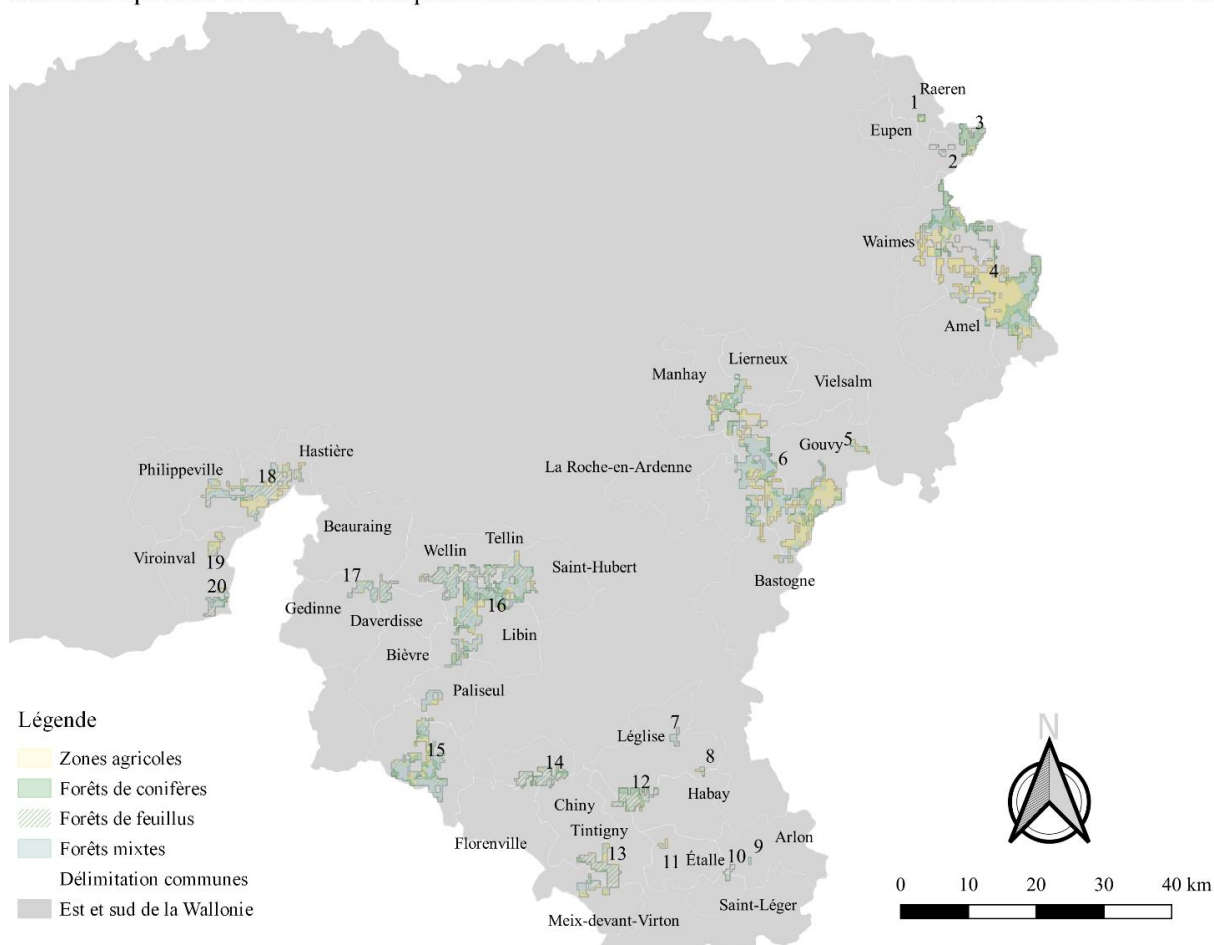 Raeren
1
3
Eupen
2
Waimes
4
Amel
Lierneux
Manhay
Vielsalm
Gouvy 5
6
La Roche-en-Ardenne
Bastogne
Hastière
Philippeville
18
Viroinval
19
20
Beauraing
Tellin
Wellin
Saint-Hubert
17
16
Gedinne
Daverdisse
Libin
Bièvre
Paliseul
15
14
7
Léglise
8
12
Habay
Chiny
Tintigny
Florenville
13
11
Étalle 10 9
Arlon
Saint-Léger
Meix-devant-Virton
Légende
Zones agricoles
Forêts de conifères
Forêts de feuillus
Forêts mixtes
Délimitation communes
Est et sud de la Wallonie
N
0 10 20 30 40 km